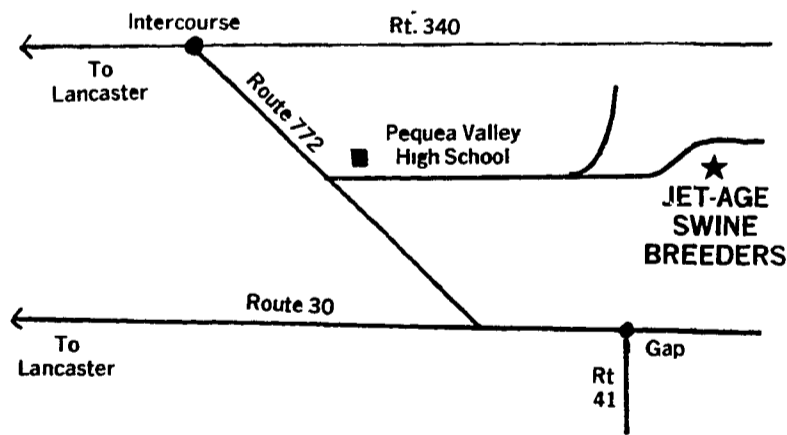 Intercourse
Rt. 340
To
Lancaster
Route 772
Pequea Valley
High School
JET-AGE
SWINE
BREEDERS
Route 30
To
Lancaster
Gap
Rt
41